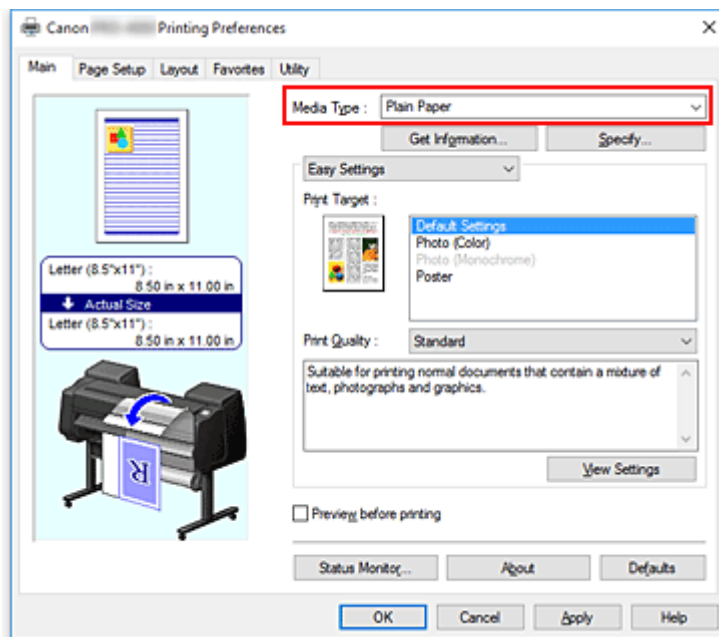 Canon Printing Preferences
Main Page Setup Layout Favorites Utility
Media Type : Plain Paper
Get Information... Specify...
Easy Settings
Print Target :
Default Settings
Photo (Color)
Photo (Monochrome)
Poster
Letter (8.5"x11") :
8.50 in x 11.00 in
Actual Size
Letter (8.5"x11") :
8.50 in x 11.00 in
R
Print Quality : Standard
Suitable for printing normal documents that contain a mixture of
text, photographs and graphics.
View Settings
Preview before printing
Status Monitor... About Defaults
OK Cancel Apply Help